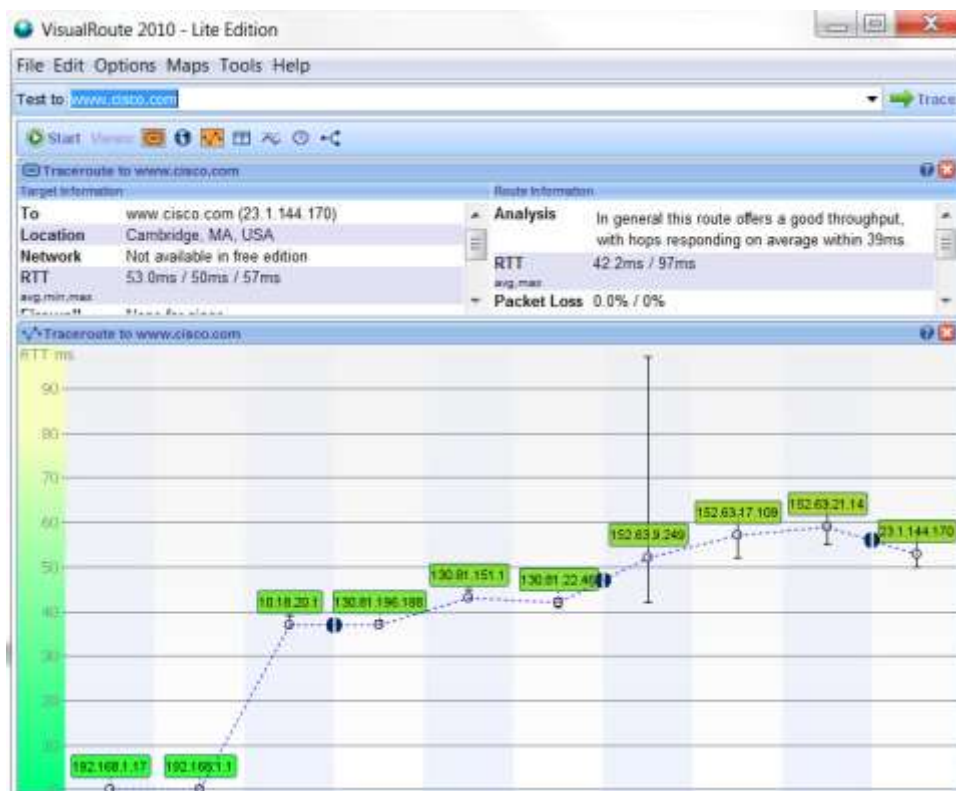 VisualRoute 2010 - Lite Edition
File Edit Options Maps Tools Help
Test to www.cisco.com Trace
Start
Traceroute to www.cisco.com
Target Information Route Information
To www.cisco.com (23.1.144.170)
Location Cambridge, MA, USA
Network Not available in free edition
RTT 53.0ms / 50ms / 57ms
avg,min,max
Analysis In general this route offers a good throughput,
with hops responding on average within 39ms.
RTT 42.2ms / 97ms
avg,max
Packet Loss 0.0% / 0%
Traceroute to www.cisco.com
RTT ms
90
80
70
60
50
40
30
20
10
192.168.1.17
192.168.1.1
10.18.20.1
130.81.196.188
130.81.151.1
152.63.9.249
152.63.17.109
152.63.21.14
23.1.144.170